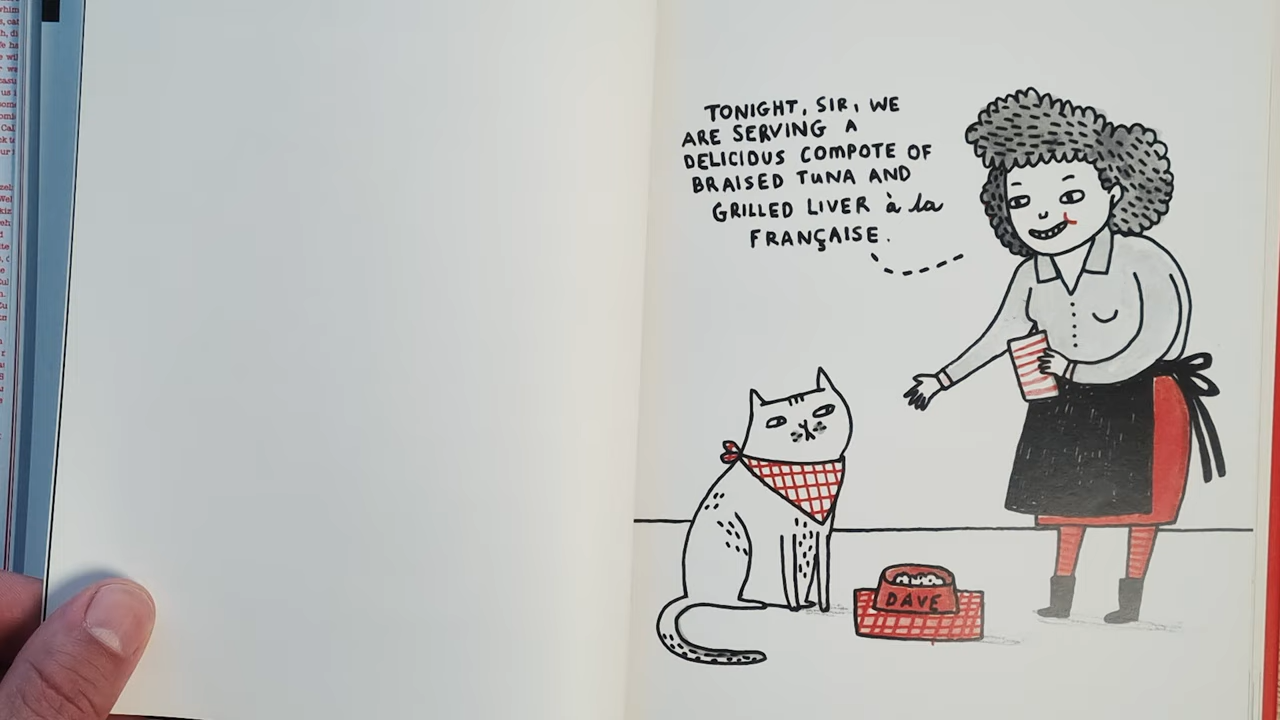 TONIGHT, SIR, WE
ARE SERVING A
DELICIOUS COMPOTE OF
BRAISED TUNA AND
GRILLED LIVER à la
FRANÇAISE.
DAVE